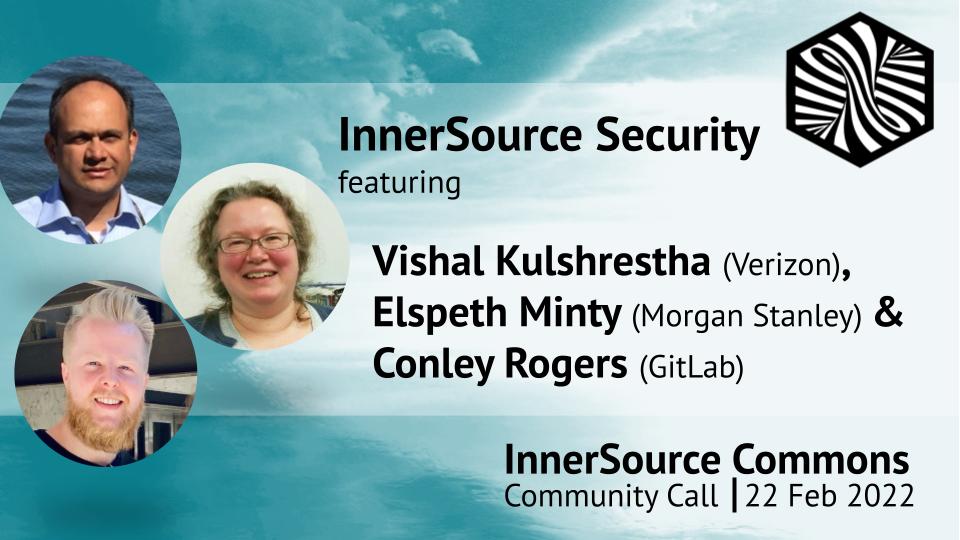 InnerSource Security
featuring
Vishal Kulshrestha (Verizon),
Elspeth Minty (Morgan Stanley) &
Conley Rogers (GitLab)
InnerSource Commons
Community Call | 22 Feb 2022